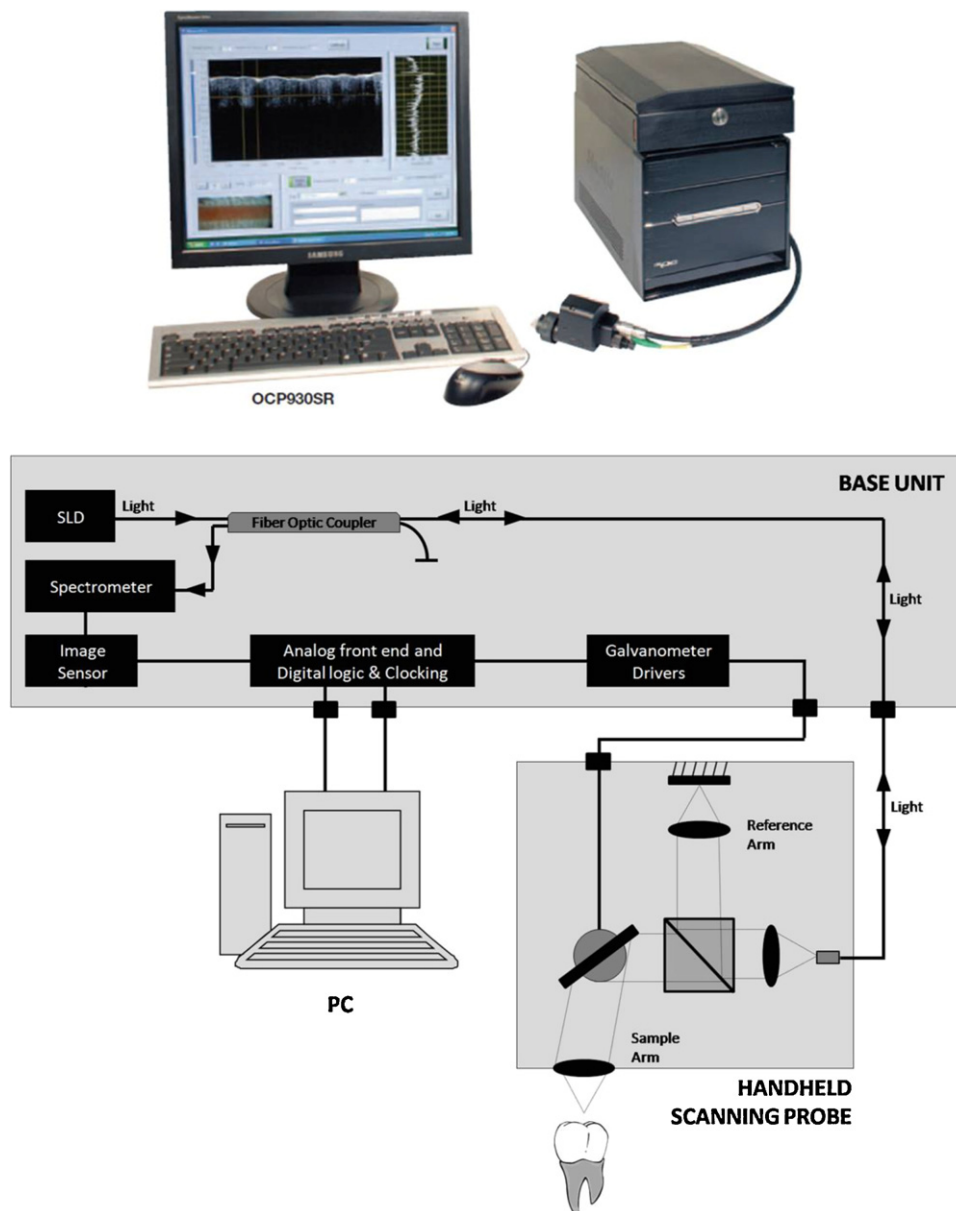 SAMSUNG
OCP930SR
BASE UNIT
SLD
Light
Fiber Optic Coupler
Light
Spectrometer
Light
Image
Sensor
Analog front end and
Digital logic & Clocking
Galvanometer
Drivers
Light
Reference
Arm
PC
Sample
Arm
HANDHELD
SCANNING PROBE